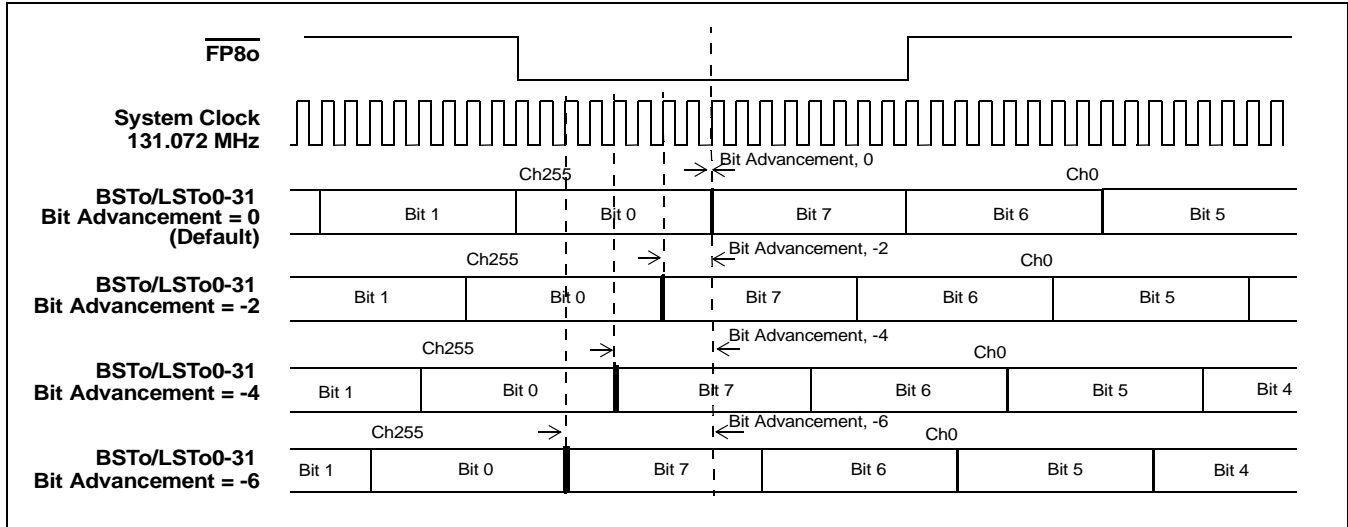 FP8o
System Clock
131.072 MHz
Bit Advancement, 0
Ch255
Ch0
BSTo/LSTo0-31
Bit Advancement = 0
(Default)
Bit 1
Bit 0
Bit 7
Bit 6
Bit 5
Bit Advancement, -2
Ch255
Ch0
BSTo/LSTo0-31
Bit Advancement = -2
Bit 1
Bit 0
Bit 7
Bit 6
Bit 5
Bit Advancement, -4
Ch255
Ch0
BSTo/LSTo0-31
Bit Advancement = -4
Bit 1
Bit 0
Bit 7
Bit 6
Bit 5
Bit 4
Bit Advancement, -6
Ch255
Ch0
BSTo/LSTo0-31
Bit Advancement = -6
Bit 1
Bit 0
Bit 7
Bit 6
Bit 5
Bit 4